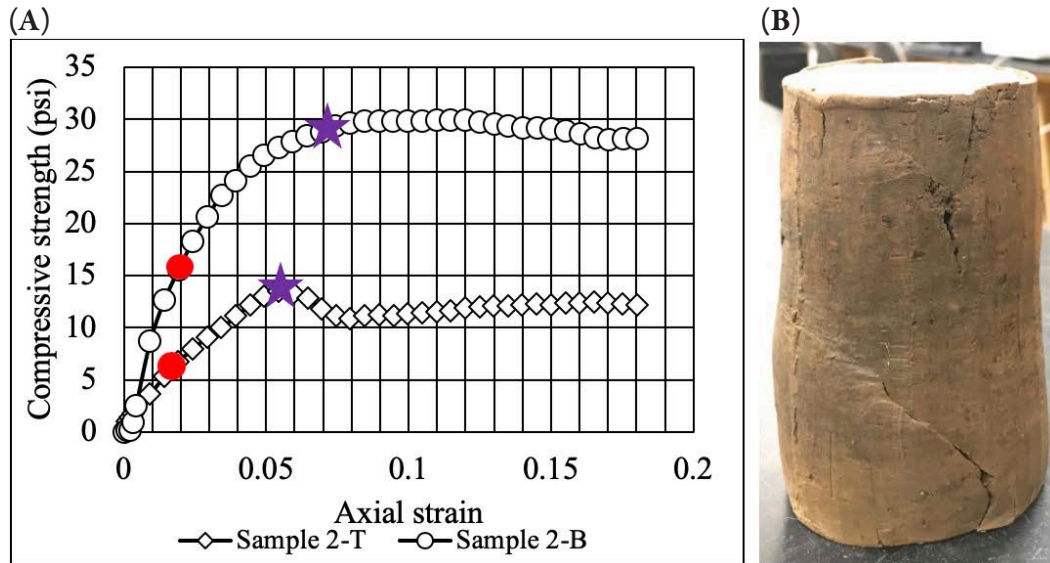 (A)
(B)
35
30
25
20
15
10
5
0
Compressive strength (psi)
0 0.05 0.1 0.15 0.2
Axial strain
Sample 2-T Sample 2-B